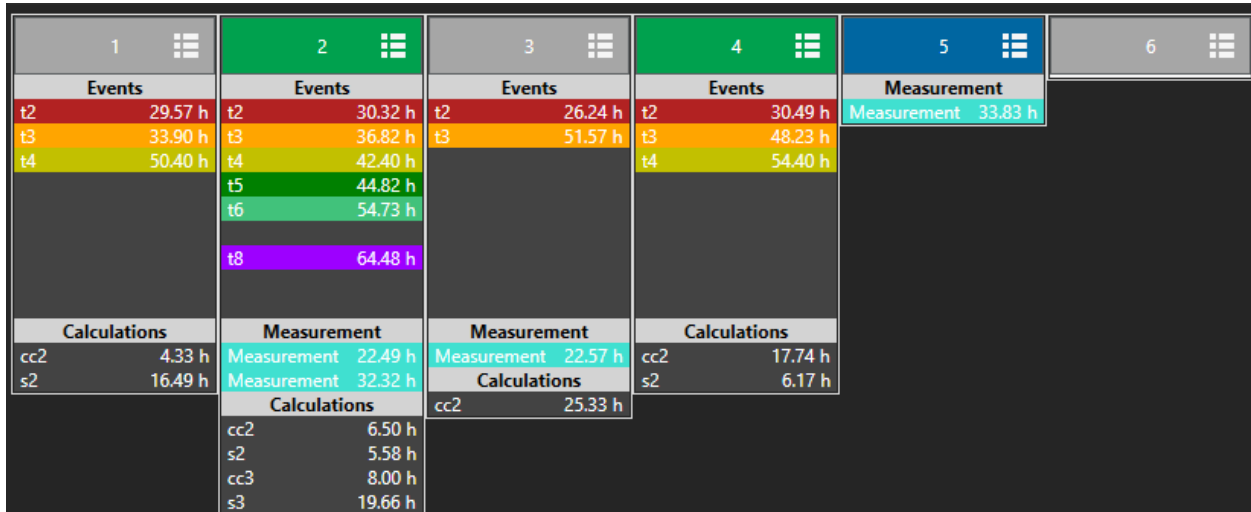 1
Events
t2 29.57 h
t3 33.90 h
t4 50.40 h
Calculations
cc2 4.33 h
s2 16.49 h
2
Events
t2 30.32 h
t3 36.82 h
t4 42.40 h
t5 44.82 h
t6 54.73 h
t8 64.48 h
Measurement
Measurement 22.49 h
Measurement 32.32 h
Calculations
cc2 6.50 h
s2 5.58 h
cc3 8.00 h
s3 19.66 h
3
Events
t2 26.24 h
t3 51.57 h
Measurement
Measurement 22.57 h
Calculations
cc2 25.33 h
4
Events
t2 30.49 h
t3 48.23 h
t4 54.40 h
Calculations
cc2 17.74 h
s2 6.17 h
5
Measurement
Measurement 33.83 h
6